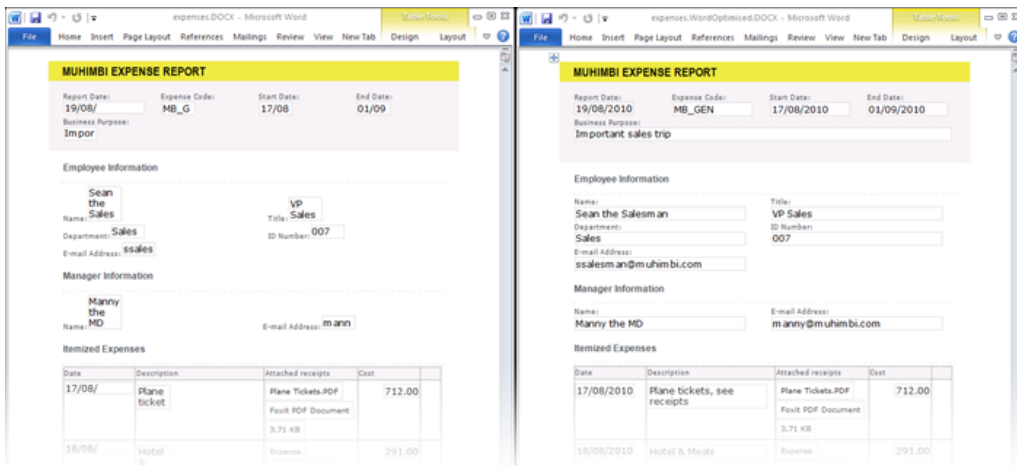 expenses.DOCX - Microsoft Word
Table Tools
File Home Insert Page Layout References Mailings Review View New Tab Design Layout
MUHIMBI EXPENSE REPORT
Report Date: Expense Code: Start Date: End Date:
19/08/ MB_G 17/08 01/09
Business Purpose:
Impor
Employee Information
Sean
the
Name: Sales
VP
Title: Sales
Department: Sales ID Number: 007
E-mail Address: ssales
Manager Information
Manny
the
Name: MD E-mail Address: mann
Itemized Expenses
Date Description Attached receipts Cost
17/08/ Plane Plane Tickets.PDF 712.00
ticket Foxit PDF Document
3.71 KB
18/08/ Hotel Expense 291.00
&
expenses.WordOptimised.DOCX - Microsoft Word
Table Tools
File Home Insert Page Layout References Mailings Review View New Tab Design Layout
MUHIMBI EXPENSE REPORT
Report Date: Expense Code: Start Date: End Date:
19/08/2010 MB_GEN 17/08/2010 01/09/2010
Business Purpose:
Important sales trip
Employee Information
Name: Title:
Sean the Salesman VP Sales
Department: ID Number:
Sales 007
E-mail Address:
ssalesman@muhimbi.com
Manager Information
Name: E-mail Address:
Manny the MD manny@muhimbi.com
Itemized Expenses
Date Description Attached receipts Cost
17/08/2010 Plane tickets, see Plane Tickets.PDF 712.00
receipts Foxit PDF Document
3.71 KB
18/08/2010 Hotel & Meals Expense 291.00